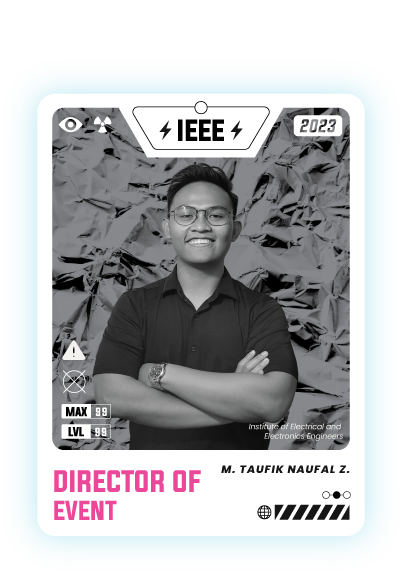 IEEE
2023
MAX 99
LVL 99
Institute of Electrical and
Electronics Engineers
M. TAUFIK NAUFAL Z.
DIRECTOR OF
EVENT